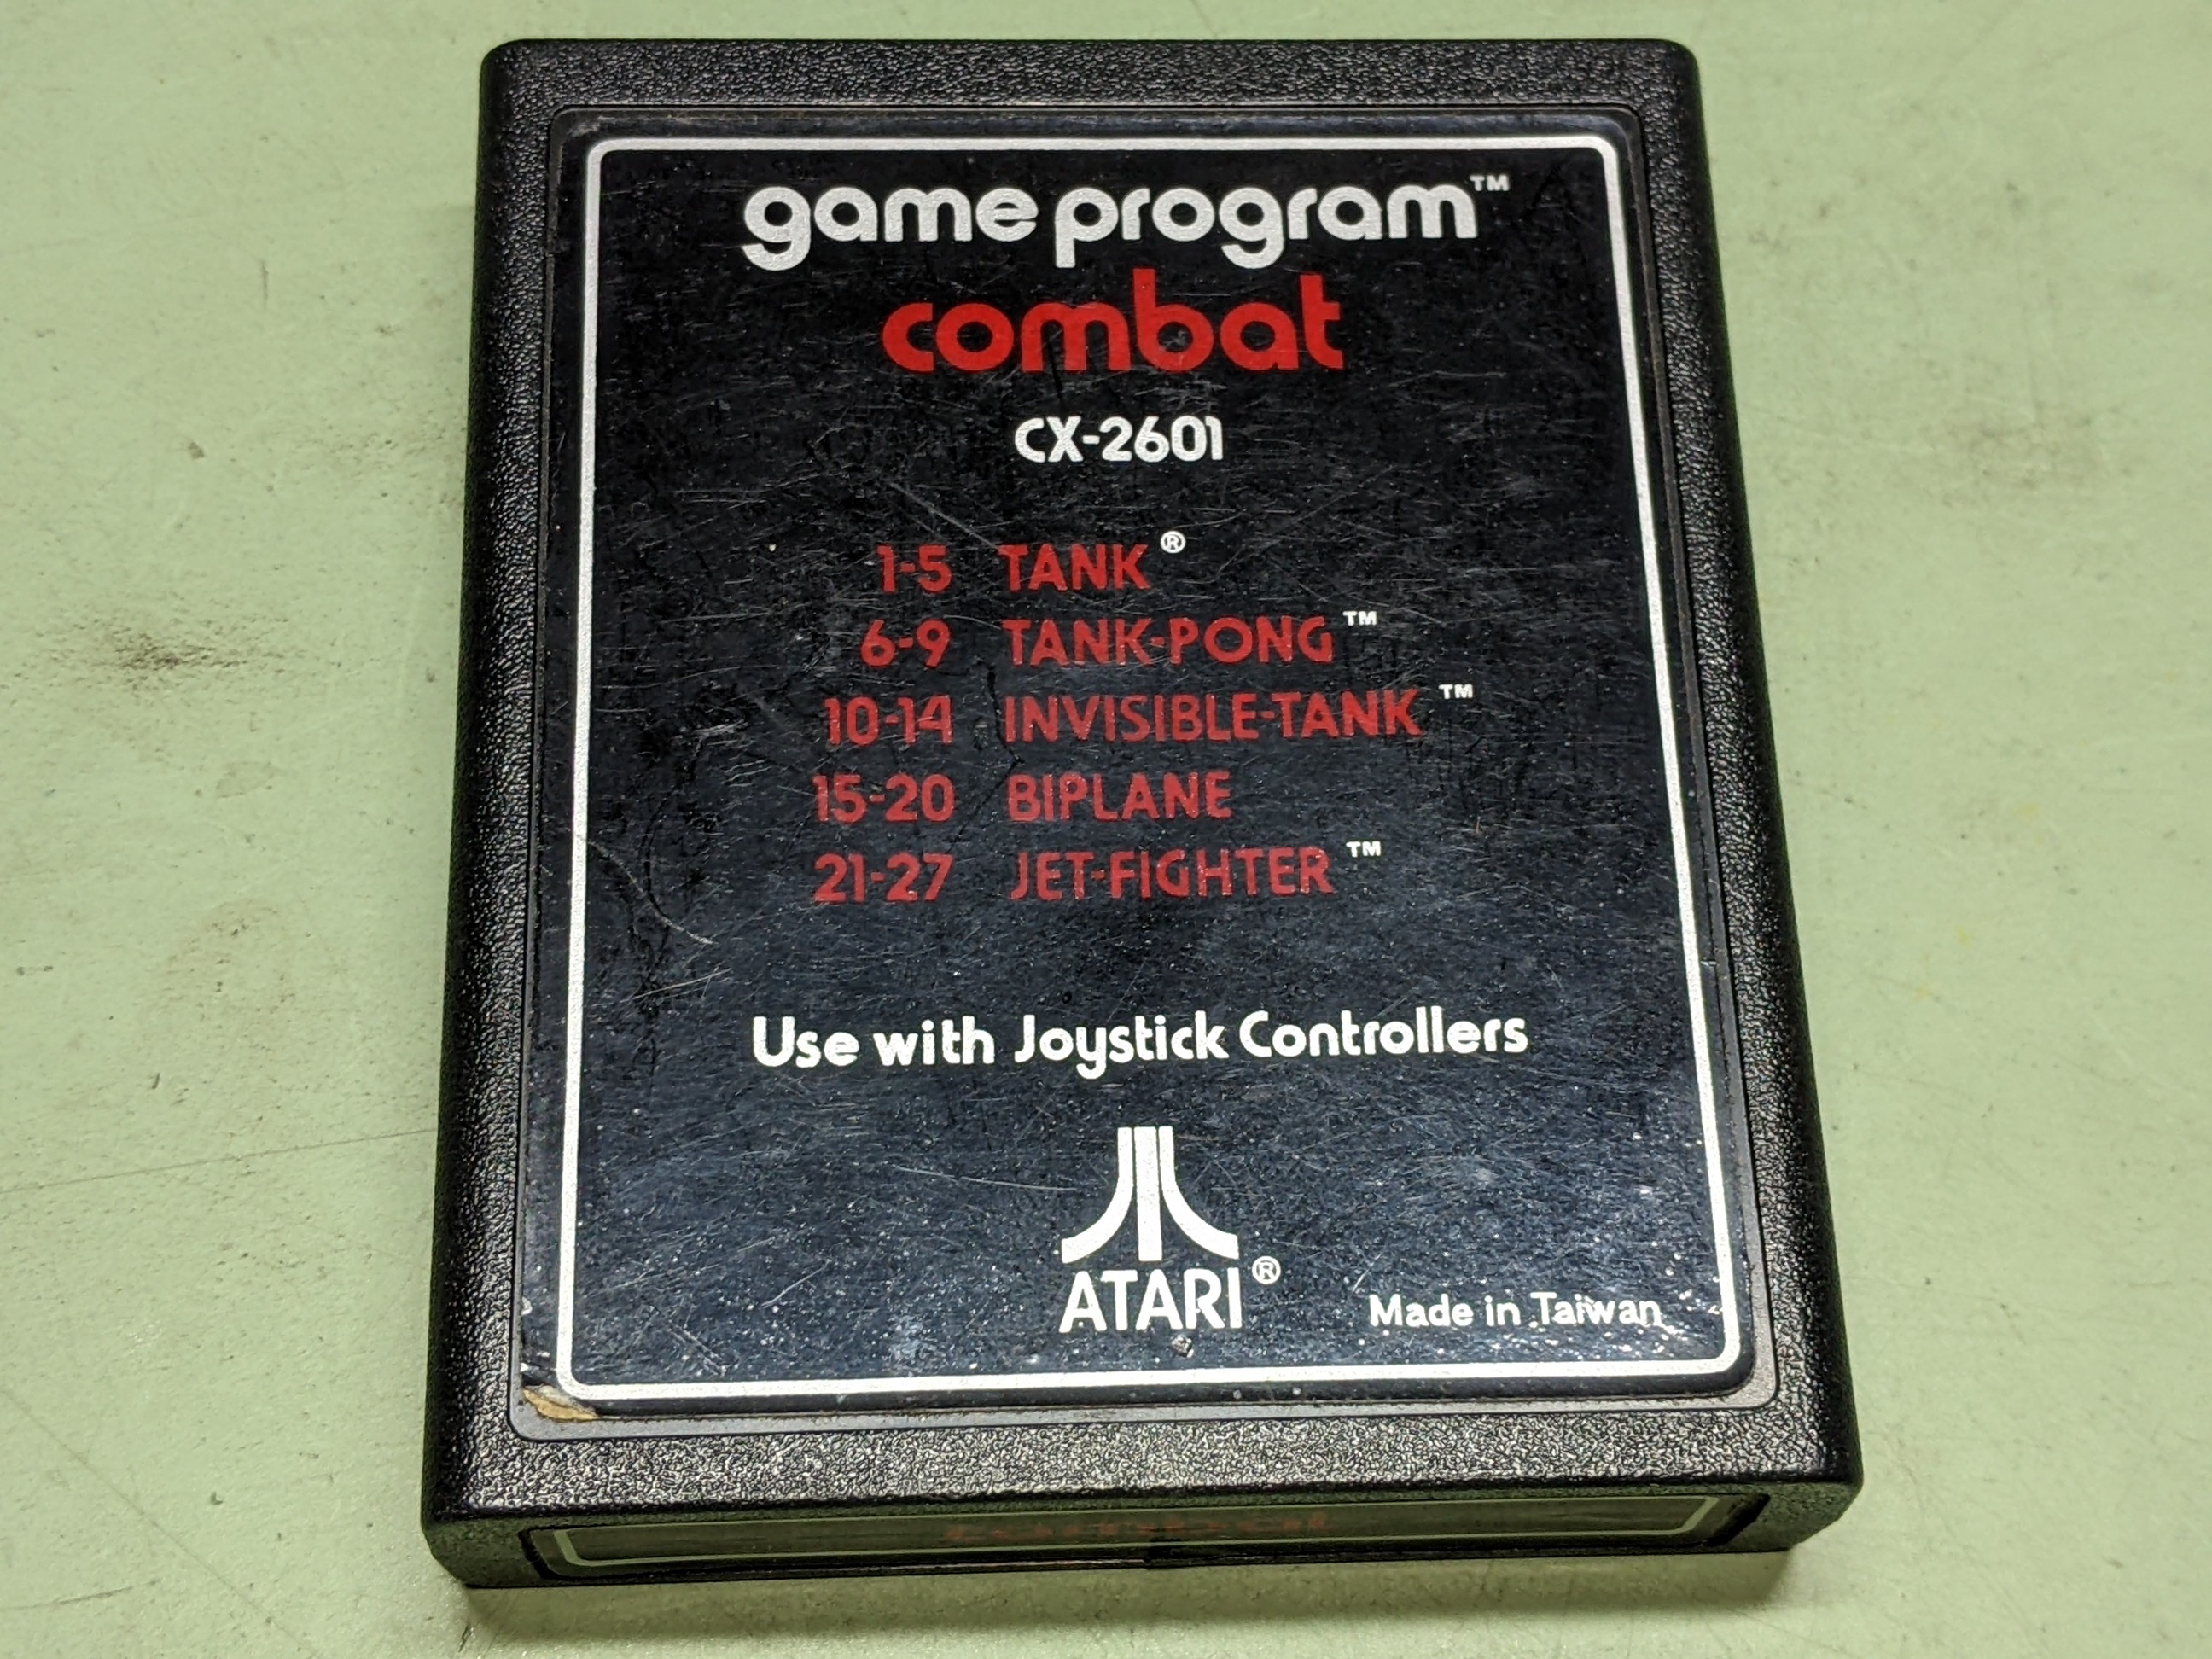 game program™
combat
CX-2601
1-5 TANK®
6-9 TANK-PONG™
10-14 INVISIBLE-TANK™
15-20 BIPLANE
21-27 JET-FIGHTER™
Use with Joystick Controllers
ATARI®
Made in Taiwan